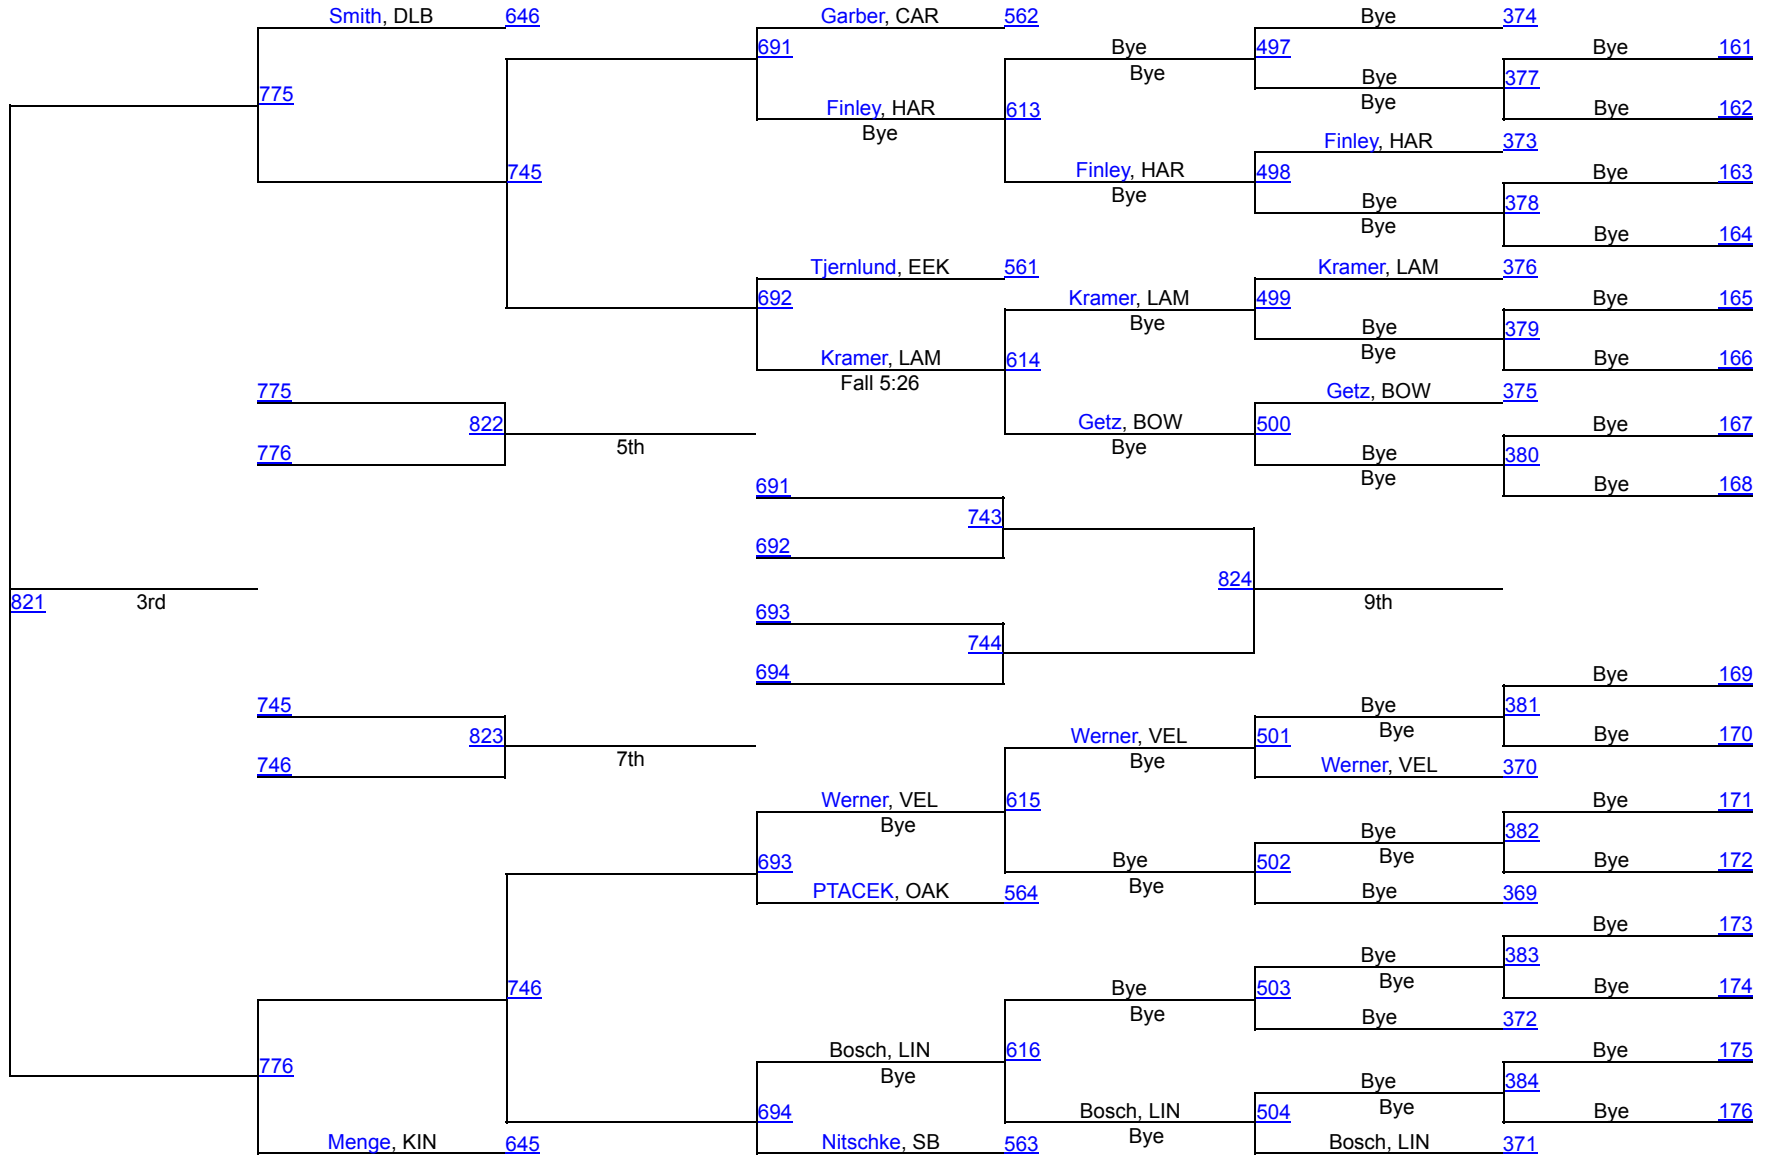 Smith, DLB 646 Garber, CAR 562 Bye 374
691 Bye 497 Bye 161
Bye
775 Bye 377
Finley, HAR 613 Bye Bye 162
Bye
Finley, HAR 373
745 Finley, HAR 498 Bye 163
Bye
Bye 378
Bye Bye 164
Tjernlund, EEK 561 Kramer, LAM 376
692 Kramer, LAM 499 Bye 165
Bye Bye 379
Kramer, LAM 614 Bye Bye 166
Fall 5:26
775 Getz, BOW 375
822 Getz, BOW 500 Bye 167
776 5th Bye Bye 380
Bye
691 Bye 168
743
692
824
821 3rd 9th
693
744
694 Bye 169
745 Bye 381
823 Werner, VEL 501 Bye Bye 170
746 7th Bye Werner, VEL 370
Werner, VEL 615 Bye 171
Bye Bye 382
693 Bye 502 Bye Bye 172
PTACEK, OAK 564 Bye Bye 369
Bye 173
Bye 383
746 Bye 503 Bye Bye 174
Bye Bye 372
776 Bosch, LIN 616 Bye 175
Bye Bye 384
694 Bosch, LIN 504 Bye Bye 176
Menge, KIN 645 Nitschke, SB 563 Bye Bosch, LIN 371